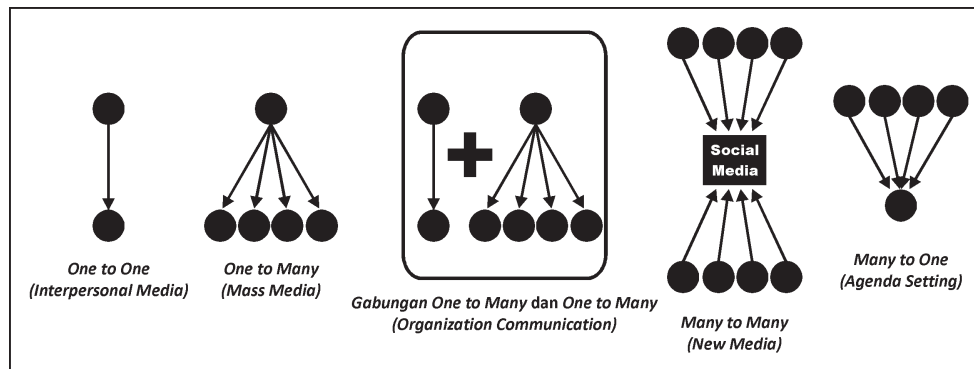 Social
Media
One to One
(Interpersonal Media)
One to Many
(Mass Media)
Gabungan One to Many dan One to Many
(Organization Communication)
Many to Many
(New Media)
Many to One
(Agenda Setting)